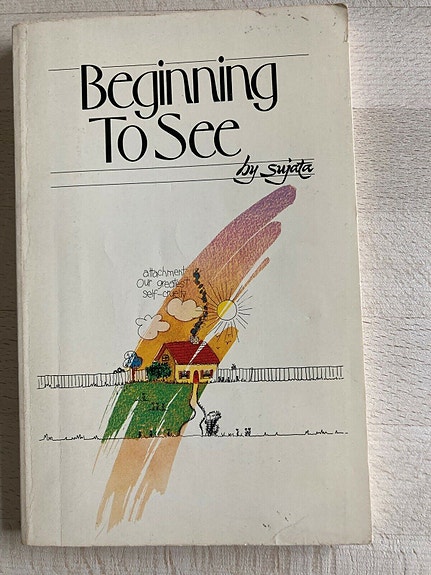 Beginning
To See
by Sujata
attachment
Our greatest
self-cruelty